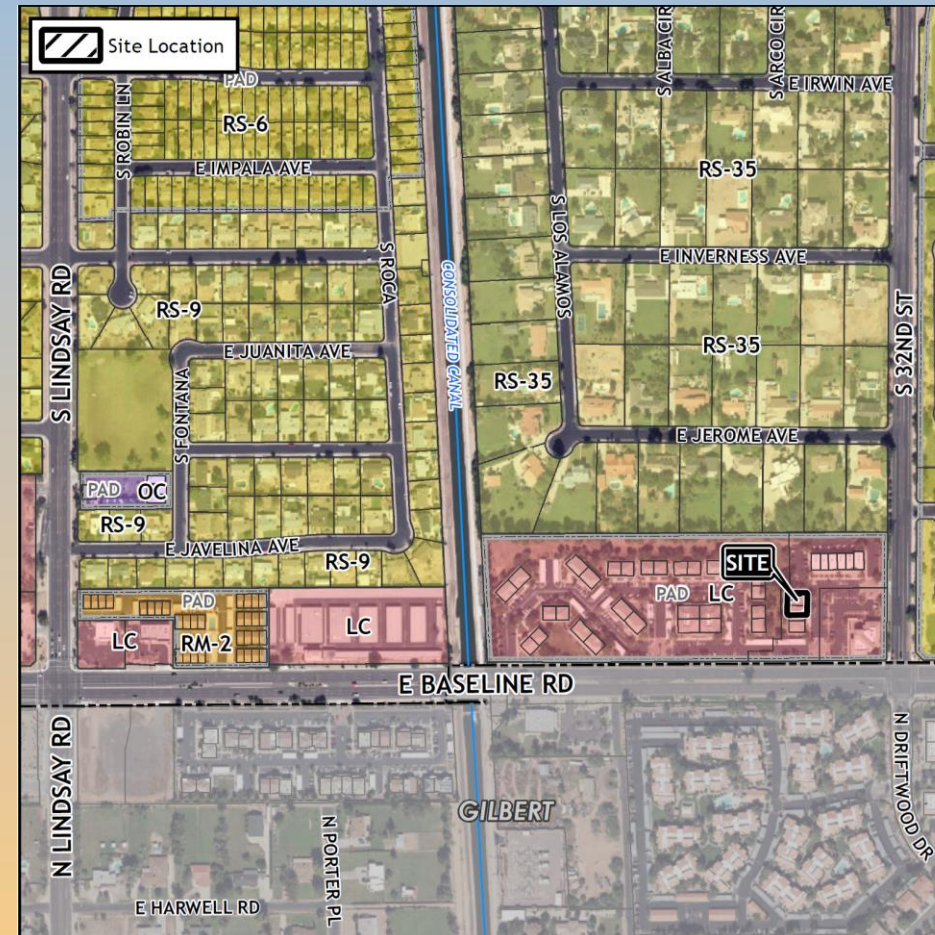 Site Location
S ALBA CIR
S ARCO CIR
PAD
E IRWIN AVE
S ROBIN LN
RS-6
E IMPALA AVE
RS-35
S LOS ALAMOS
S ROCA
E INVERNESS AVE
CONSOLIDATED CANAL
S LINDSAY RD
RS-9
S 32ND ST
E JUANITA AVE
RS-35
RS-35
S FONTANA
E JEROME AVE
PAD OC
RS-9
E JAVELINA AVE
RS-9
SITE
PAD LC
PAD
LC
RM-2
LC
E BASELINE RD
N LINDSAY RD
N DRIFTWOOD DR
GILBERT
N PORTER PL
E HARWELL RD